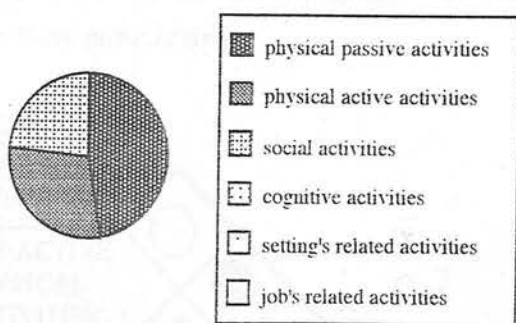 physical passive activities
physical active activities
social activities
cognitive activities
setting's related activities
job's related activities